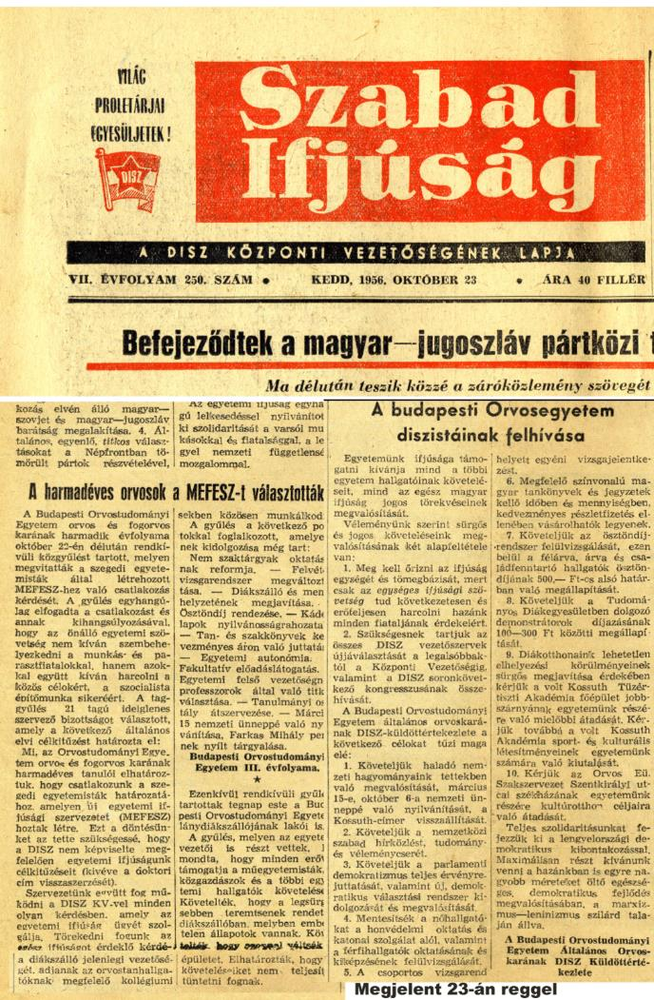 VILÁG
PROLETÁRJAI
EGYESÜLJETEK!
DISZ
Szabad
Ifjúság
A DISZ KÖZPONTI VEZETŐSÉGÉNEK LAPJA
VII. ÉVFOLYAM 250. SZÁM • KEDD, 1956. OKTÓBER 23 • ÁRA 40 FILLÉR
Befejeződtek a magyar—jugoszláv pártközi t
Ma délután teszik közzé a záróközlemény szövegét
kozás elvén álló magyar—
szovjet és magyar—jugoszláv
barátság megalakítása. 4. Ál-
talános, egyenlő, titkos válasz-
tásokat a Népfrontban tö-
mörült pártok részvételével,
Az egyetemi ifjúság egyha
gú lelkesedéssel nyilvánítot
ki szolidaritását a varsói mu
kásokkal és fiatalsággal, a le
gyel nemzeti függetlensé
mozgalommal.
A harmadéves orvosok a MEFESZ-t választották
A Budapesti Orvostudományi
Egyetem orvos és fogorvos
karának harmadik évfolyama
október 22-én délután rendkí-
vüli közgyűlést tartott, melyen
megvitatták a szegedi egyete-
misták által létrehozott
MEFESZ-hez való csatlakozás
kérdését. A gyűlés egyhangú-
lag elfogadta a csatlakozást és
annak kihangsúlyozásával,
hogy az önálló egyetemi szö-
vetség nem kíván szembehe-
lyezkedni a munkás- és pa-
rasztfiatalokkal, hanem azok-
kal együtt kíván harcolni a
közös célokért, a szocialista
építőmunka sikeréért. A tag-
gyűlés 21 tagú ideiglenes
szervező bizottságot választott,
amely a következő általános
elvi célkitűzést határozta el:
Mi, az Orvostudományi Egye-
tem orvos és fogorvos karának
harmadéves tanulói elhatároz-
tuk, hogy csatlakozunk a sze-
gedi egyetemisták határozatá-
hoz, amelyen új egyetemi if-
júsági szervezetet (MEFESZ)
hoztak létre. Ezt a döntésün-
ket az tette szükségessé, hogy
a DISZ nem képviselte meg-
felelően egyetemi ifjúságunk
célkitűzéseit (kivéve a doktori
cím visszaszerzését).
Szervezetünk együtt fog mű-
ködni a DISZ KV-vel minden
olyan kérdésben, amely az
egyetemi ifjúság ügyét szol-
gálja. Törekedni fogunk az
egész ifjúságot érdeklő kérdé-
a diákszálló jelenlegi vezetősé-
gét, adjanak az orvostanhallga-
tóknak megfelelő kollégiumi
sekben közösen munkálkod
A gyűlés a következő po
tokkal foglalkozott, amelye
nek kidolgozása még tart:
Nem szaktárgyak oktatás
nak reformja. — Felvét
vizsgarendszer megváltozt
tása. — Diákszálló és men
helyzetének megjavítása. -
Ösztöndíj rendezése. — Káde
lapok nyilvánosságrahozata
— Tan- és szakkönyvek ke
vezményes áron való juttatá
— Egyetemi autonómia.
Fakultatív előadáslátogatás.
Egyetemi felső vezetőségn
professzorok által való titk
választása. — Tanulmányi os
tály átszervezése. — Márci
15 nemzeti ünneppé való ny
vánítása, Farkas Mihály per
nek nyílt tárgyalása.
Budapesti Orvostudományi
Egyetem III. évfolyama.
★
Ezenkívül rendkívüli gyűlé
tartottak tegnap este a Buc
pesti Orvostudományi Egyete
lánydiákszállójának lakói is.
A gyűlés, melyen az egyete
vezetői is részt vettek, l
mondta, hogy minden erőv
támogatja a műegyetemisták,
közgazdászok és a többi eg
temi hallgatók követelése
Követelték, hogy a legsürg
sebben teremtsenek rendet
diákszállóban, melyben embe
telen állapotok vannak. Köv
telték, hogy azonnal váltsák
épületet. Elhatározták, hogy
követeléseiket nem teljesít
tüntetni fognak.
A budapesti Orvosegyetem
diszistáinak felhívása
Egyetemünk ifjúsága támo-
gatni kívánja mind a többi
egyetem hallgatóinak követelé-
seit, mind az egész magyar
ifjúság jogos törekvéseinek
megvalósítását.
Véleményünk szerint sürgős
és jogos követeléseink meg-
valósításának két alapfeltétele
van:
1. Meg kell őrizni az ifjúság
egységét és tömegbázisát, mert
csak az egységes ifjúsági szö-
vetség tud következetesen és
erőteljesen harcolni hazánk
minden fiataljának érdekeiért.
2. Szükségesnek tartjuk az
összes DISZ vezetőszervek
újjáválasztását a legalsóbbak-
tól a Központi Vezetőségig,
valamint a DISZ soronkövet-
kező kongresszusának össze-
hívását.
A Budapesti Orvostudományi
Egyetem általános orvoskará-
nak DISZ-küldöttértekezlete a
következő célokat tűzi maga
elé:
1. Követeljük haladó nem-
zeti hagyományaink tettekben
való megvalósítását, március
15-e, október 6-a nemzeti ün-
neppé való nyilvánítását, a
Kossuth-címer visszaállítását.
2. Követeljük a nemzetközi
szabad hírközlést, tudomány-
és véleménycserét.
3. Követeljük a parlamenti
demokratizmus teljes érvényre-
juttatását, valamint új, demok-
ratikus választási rendszer ki-
dolgozását és megvalósítását.
4. Mentesítsék a nőhallgató-
kat a honvédelmi oktatás és
katonai szolgálat alól, valamint
a férfihallgatók oktatásának és
kiképzésének felülvizsgálását.
5. A csoportos vizsgarend
helyett egyéni vizsgajelentke-
zést.
6. Megfelelő színvonalú ma-
gyar tankönyvek és jegyzetek
kellő időben és mennyiségben,
kedvezményes részletfizetés el-
lenében vásárolhatók legyenek.
7. Követeljük az ösztöndíj-
rendszer felülvizsgálását, ezen
belül a félárva, árva és csa-
ládfenntartó hallgatók ösztön-
díjának 500,— Ft-os alsó határ-
ban való megállapítását.
8. Követeljük a Tudomá-
nyos Diákegyesületben dolgozó
demonstrátorok díjazásának
100—300 Ft közötti megállapí-
tását.
9. Diákotthonaink lehetetlen
elhelyezési körülményeinek
sürgős megjavítása érdekében
kérjük a volt Kossuth Tüzér-
tiszti Akadémia főépület jobb-
szárnyának egyetemünk részé-
re való mielőbbi átadását. Kér-
jük továbbá a volt Kossuth
Akadémia sport- és kulturális
létesítményeinek egyetemünk
számára való kiutalását.
10. Kérjük az Orvos Eü.
Szakszervezet Szentkirályi ut-
cai székházának egyetemünk
részére kultúrotthon céljaira
való átadását.
Teljes szolidaritásunkat fe-
jezzük ki a lengyelországi de-
mokratikus kibontakozással.
Maximálisan részt kívánunk
venni a hazánkban is egyre na-
gyobb méreteket öltő egészsé-
ges, demokratikus fejlődés
megvalósításában, a marxiz-
mus—leninizmus szilárd tala-
ján állva.
A Budapesti Orvostudományi
Egyetem Általános Orvos-
karának DISZ Küldöttérte-
kezlete
Megjelent 23-án reggel